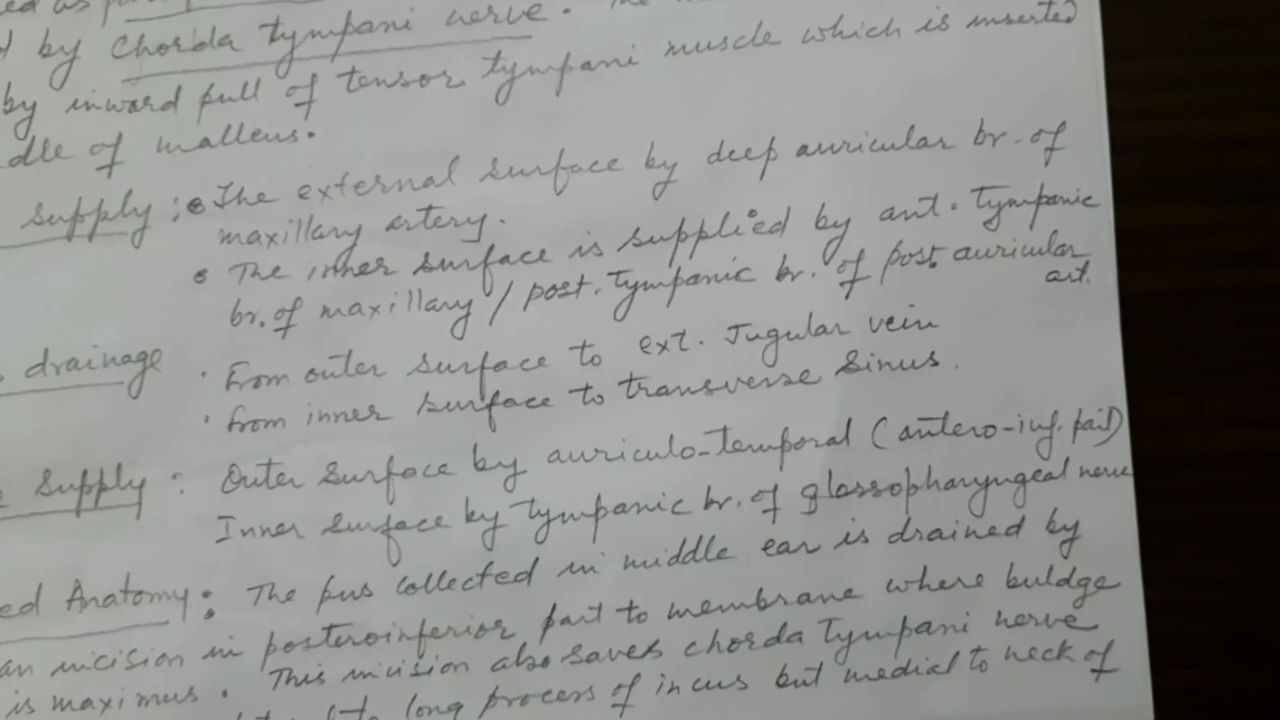 by Chorda tympani nerve. The
by inward pull of tensor tympani muscle which is inserted
dle of malleus.
supply : The external surface by deep auricular br. of
maxillary artery.
The inner surface is supplied by ant. Tympanic
br. of maxillary / post. Tympanic br. of post. auricular
art.
drainage . From outer surface to ext. Jugular vein
. from inner surface to transverse sinus.
Supply : Outer surface by auriculo-temporal (antero-inf. part)
Inner surface by tympanic br. of glossopharyngeal nerve
ed Anatomy : The pus collected in middle ear is drained by
an incision in posteroinferior part to membrane where buldge
is maximus. This incision also saves chorda Tympani nerve
long process of incus but medial to neck of